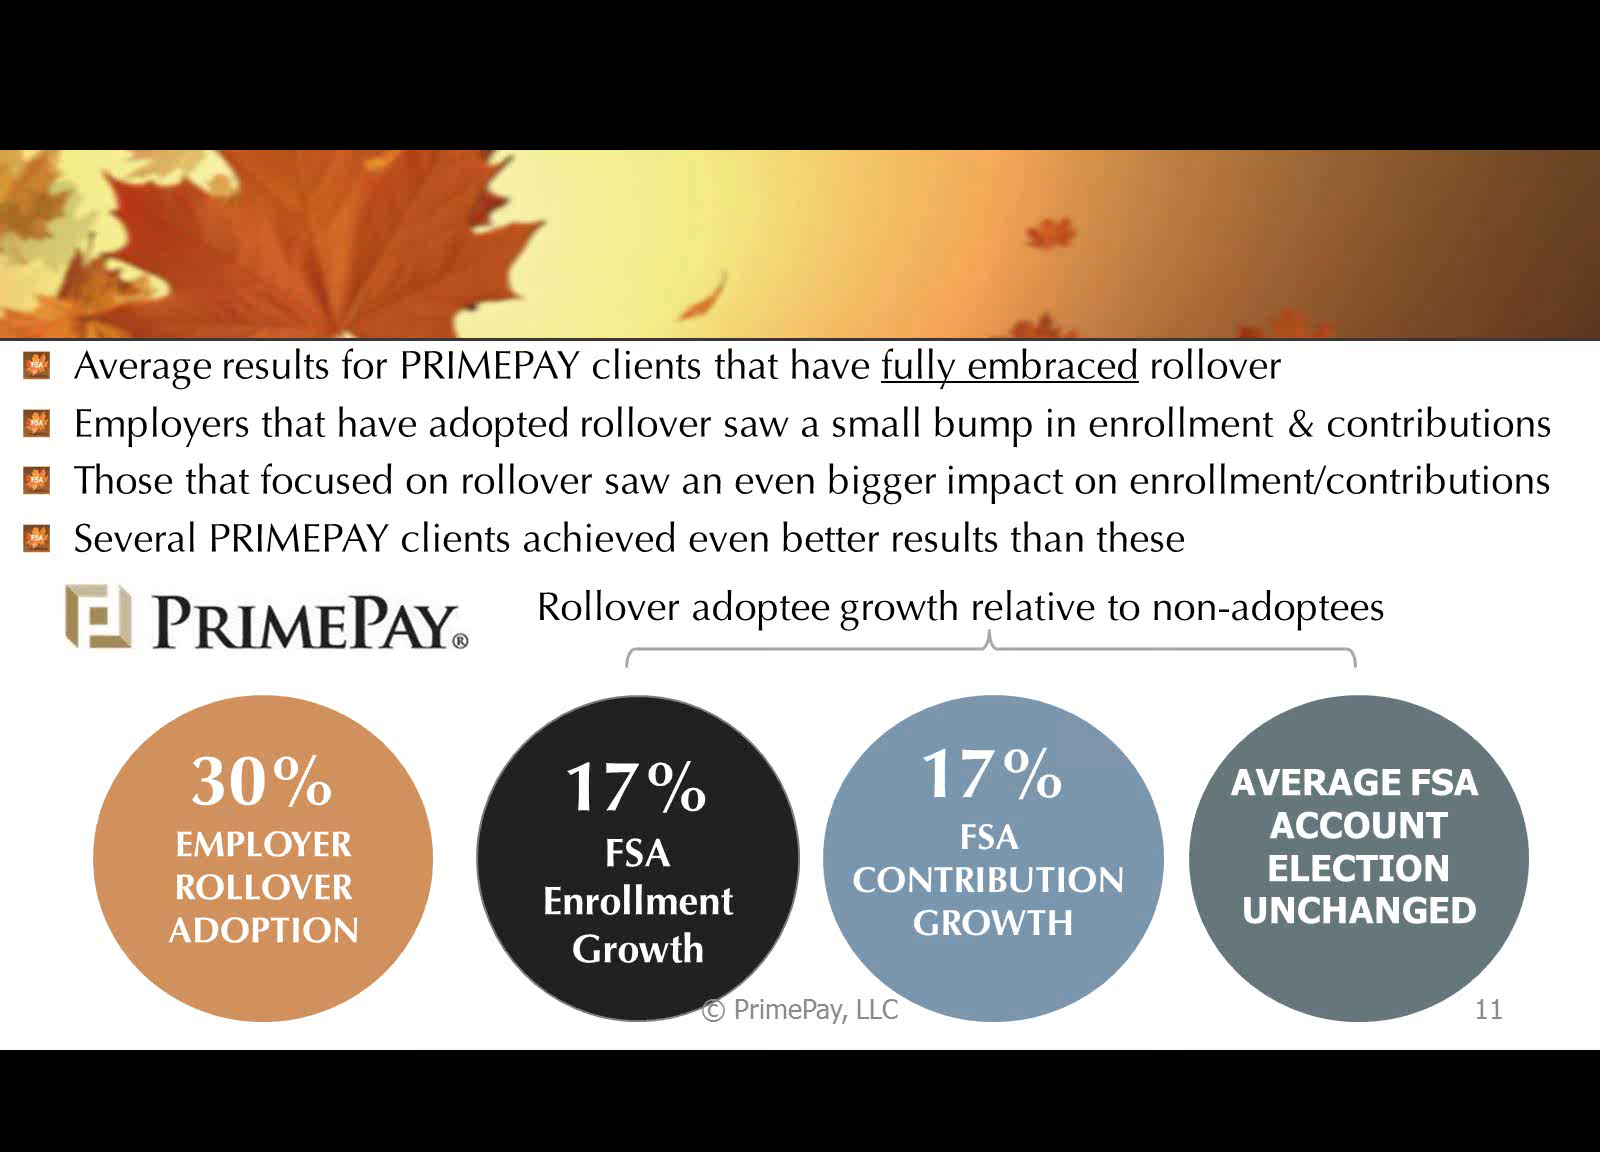 Average results for PRIMEPAY clients that have fully embraced rollover
Employers that have adopted rollover saw a small bump in enrollment & contributions
Those that focused on rollover saw an even bigger impact on enrollment/contributions
Several PRIMEPAY clients achieved even better results than these
PRIMEPAY®
Rollover adoptee growth relative to non-adoptees
30%
EMPLOYER
ROLLOVER
ADOPTION
17%
FSA
Enrollment
Growth
17%
FSA
CONTRIBUTION
GROWTH
AVERAGE FSA
ACCOUNT
ELECTION
UNCHANGED
© PrimePay, LLC
11